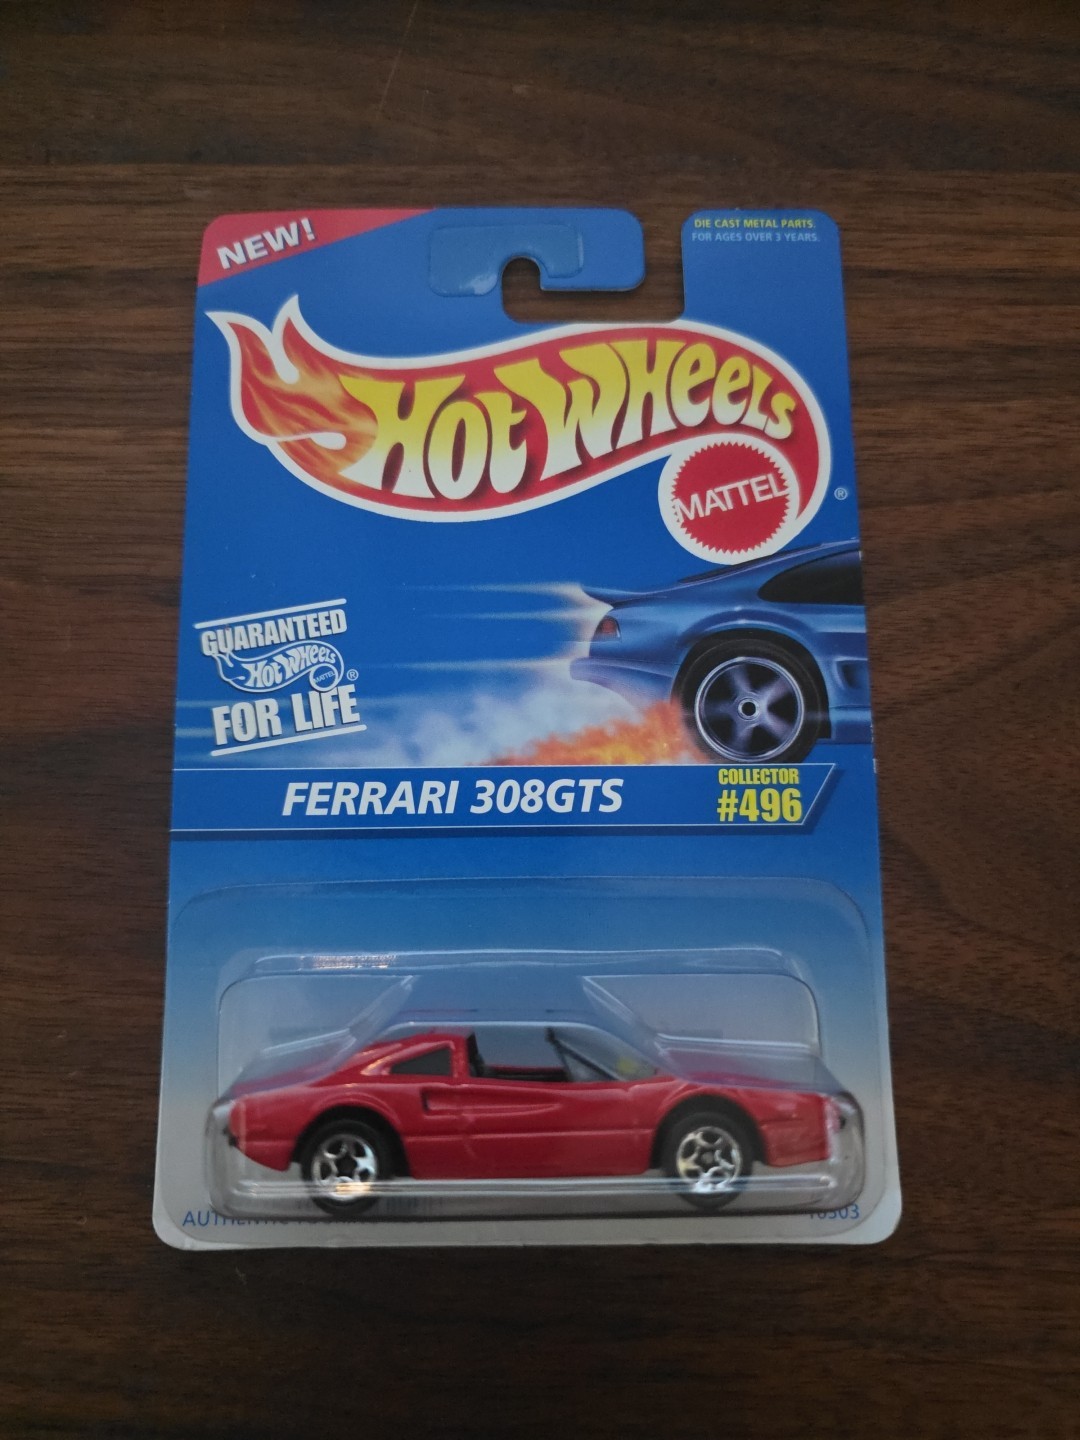 NEW!
DIE CAST METAL PARTS.
FOR AGES OVER 3 YEARS.
HOT WHEELS
MATTEL
®
GUARANTEED
HOT WHEELS
MATTEL
®
FOR LIFE
FERRARI 308GTS
COLLECTOR
#496